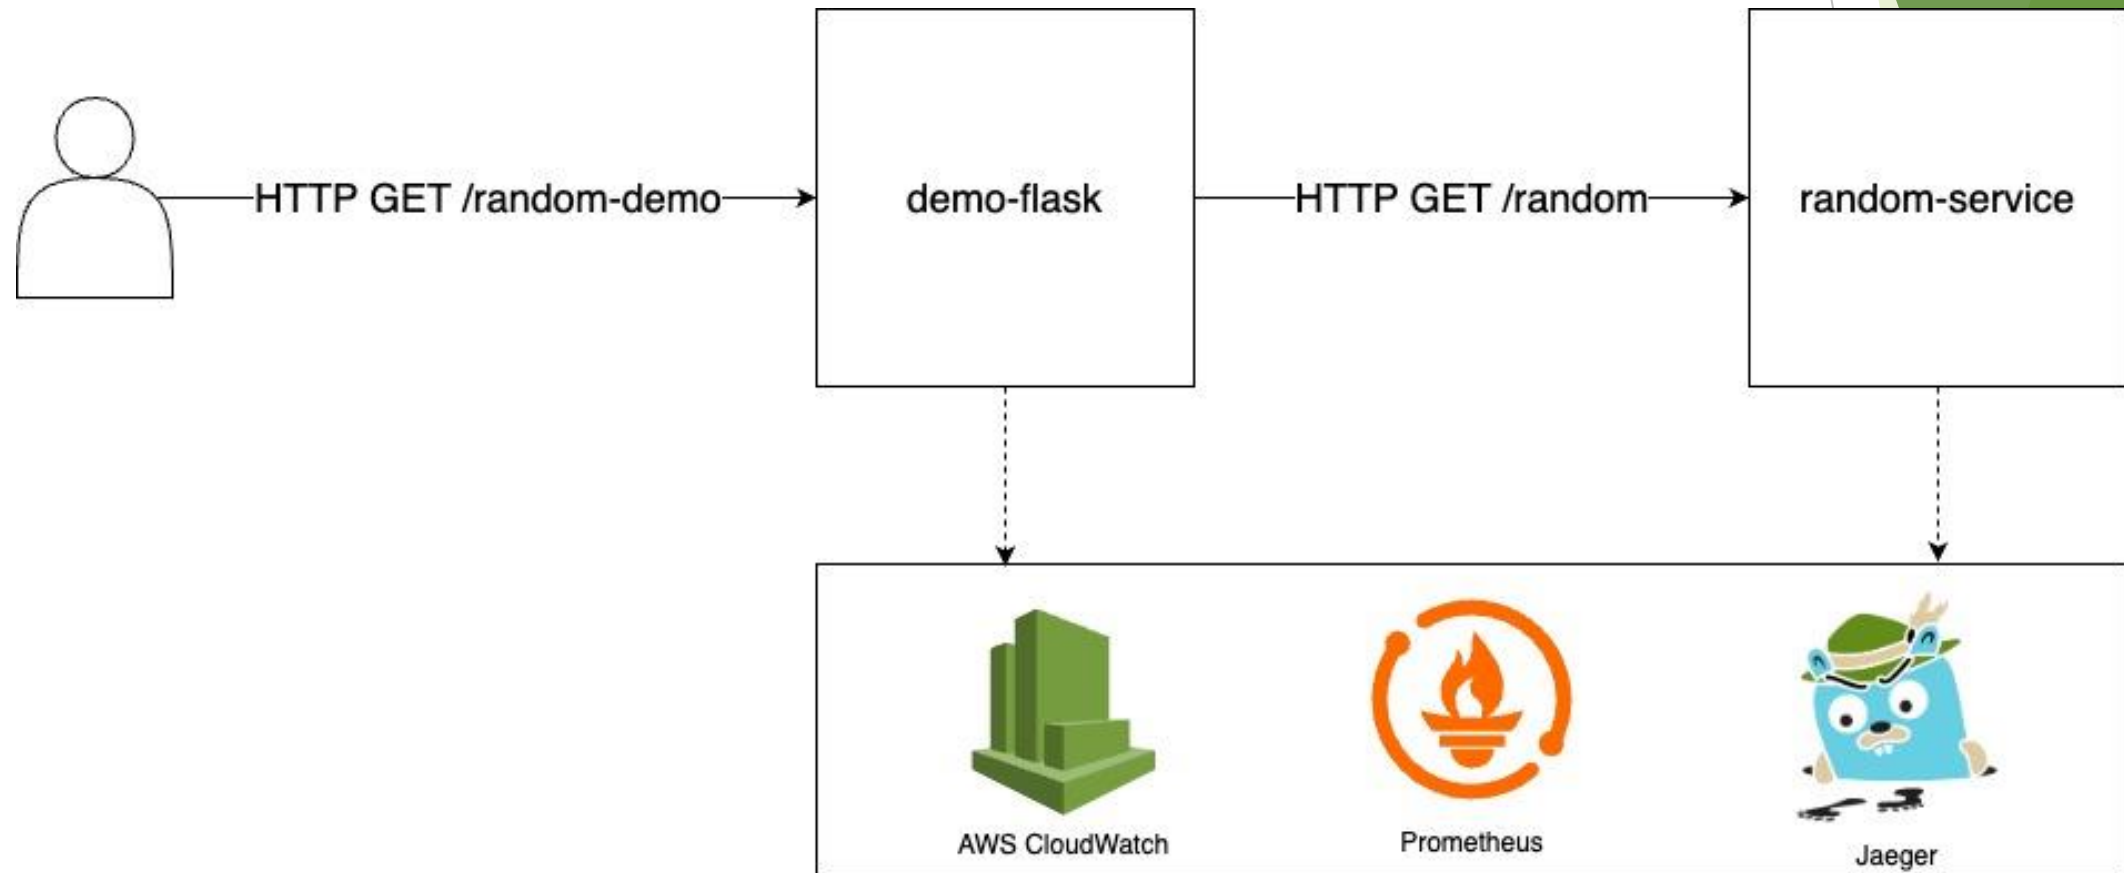 HTTP GET /random-demo
demo-flask
HTTP GET /random
random-service
AWS CloudWatch
Prometheus
Jaeger